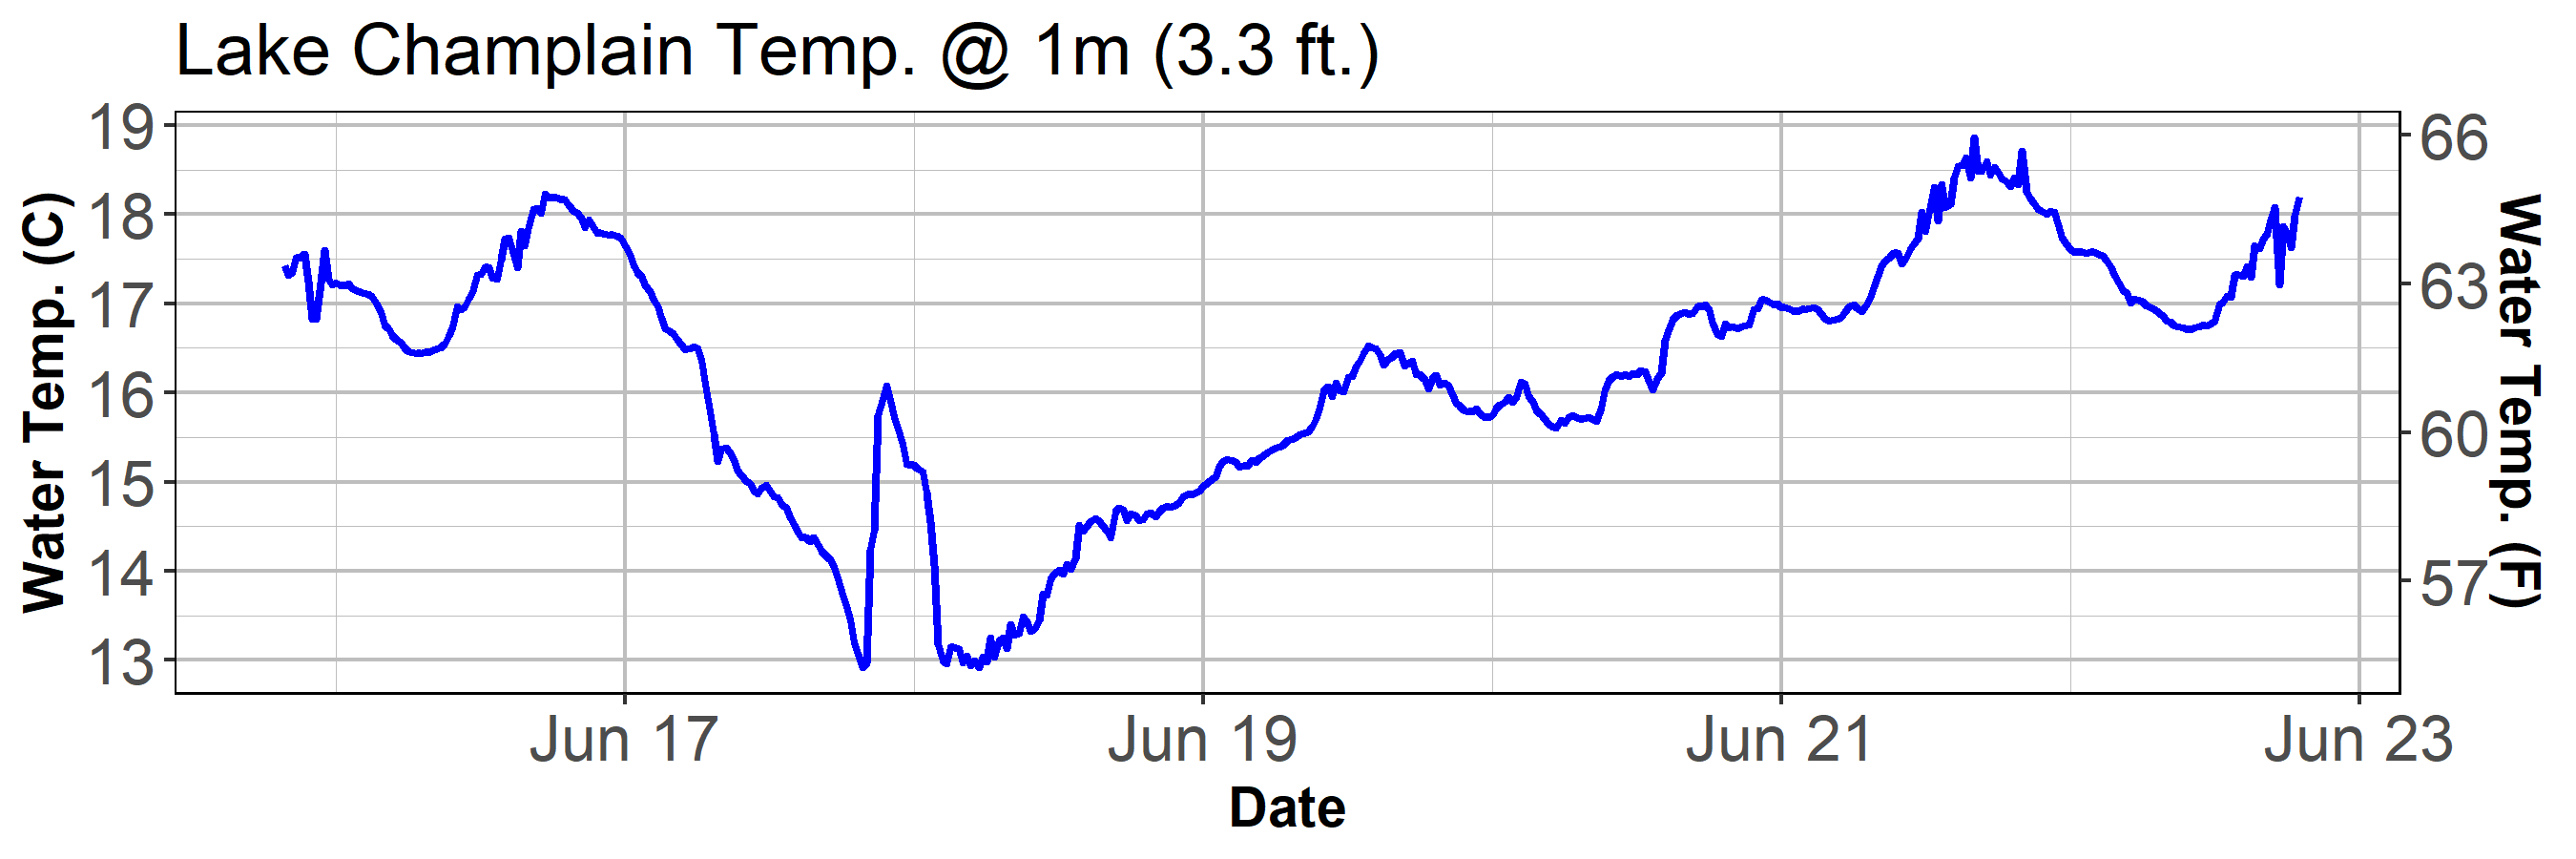 Lake Champlain Temp. @ 1m (3.3 ft.)
Water Temp. (C)
19
18
17
16
15
14
13
66
63
60
57
Water Temp. (F)
Jun 17 Jun 19 Jun 21 Jun 23
Date